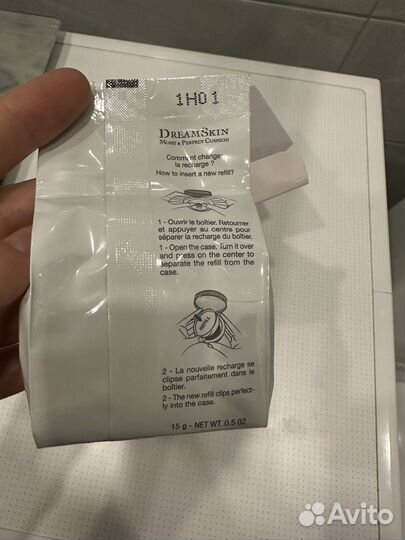 1H01
DREAMSKIN
MOIST & PERFECT CUSHION
Comment changer
la recharge ?
How to insert a new refill?
1 - Ouvrir le boîtier. Retourner
et appuyer au centre pour
séparer la recharge du boîtier.
1 - Open the case. Turn it over
and press on the center to
separate the refill from the
case.
2 - La nouvelle recharge se
clipse parfaitement dans le
boîtier.
2 - The new refill clips perfect-
ly into the case.
15 g - NET WT. 0.5 OZ
Avito